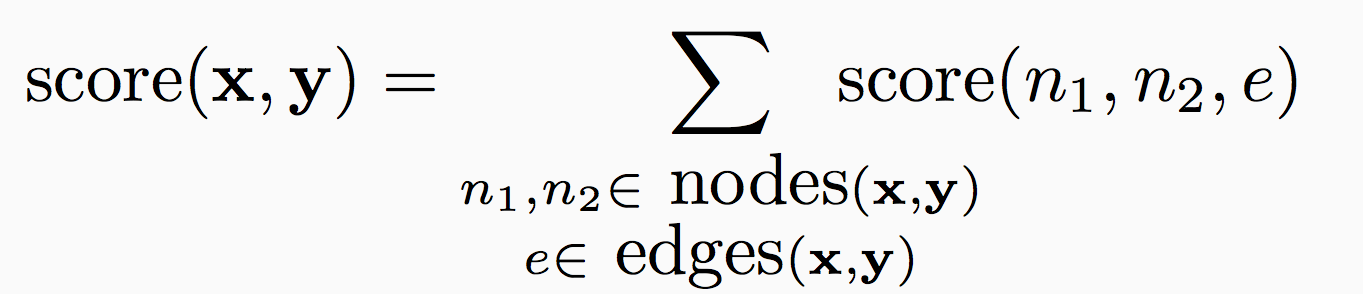 score(x, y) = ∑ score(n₁, n₂, e)
n₁,n₂∈ nodes(x,y)
e∈ edges(x,y)